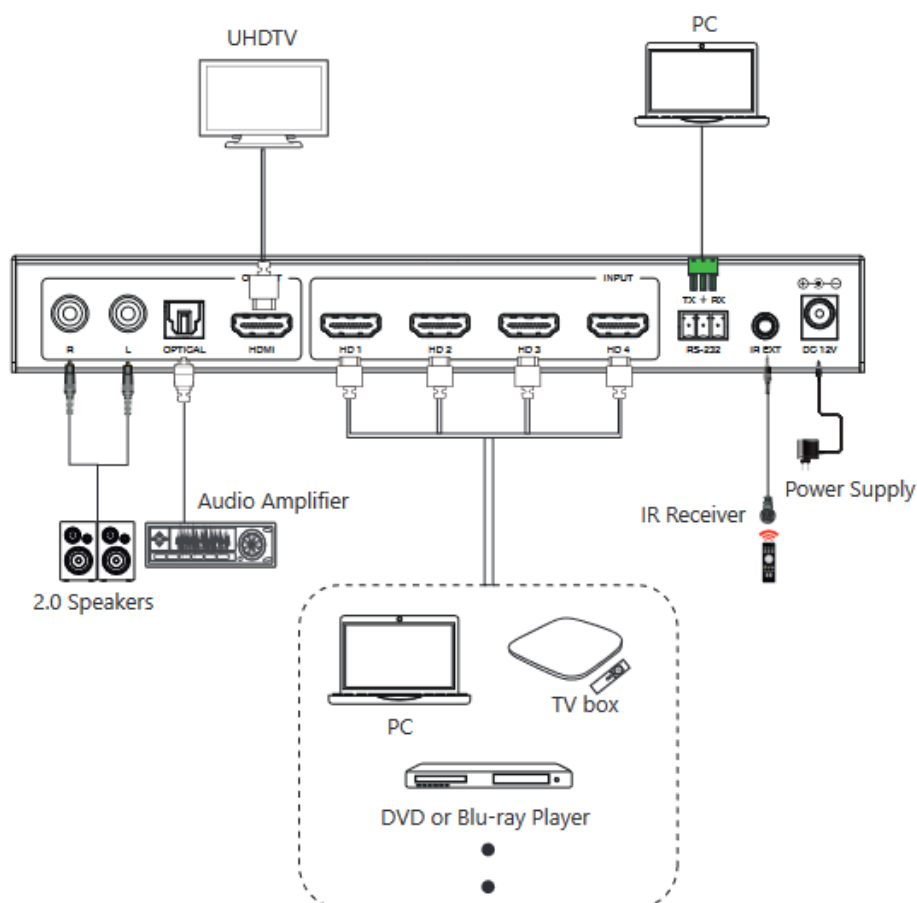 UHDTV
PC
INPUT
TX RX
R
L
OPTICAL
HDMI
HD 1
HD 2
HD 3
HD 4
RS-232
IR EXT
DC 12V
Audio Amplifier
IR Receiver
Power Supply
2.0 Speakers
PC
TV box
DVD or Blu-ray Player